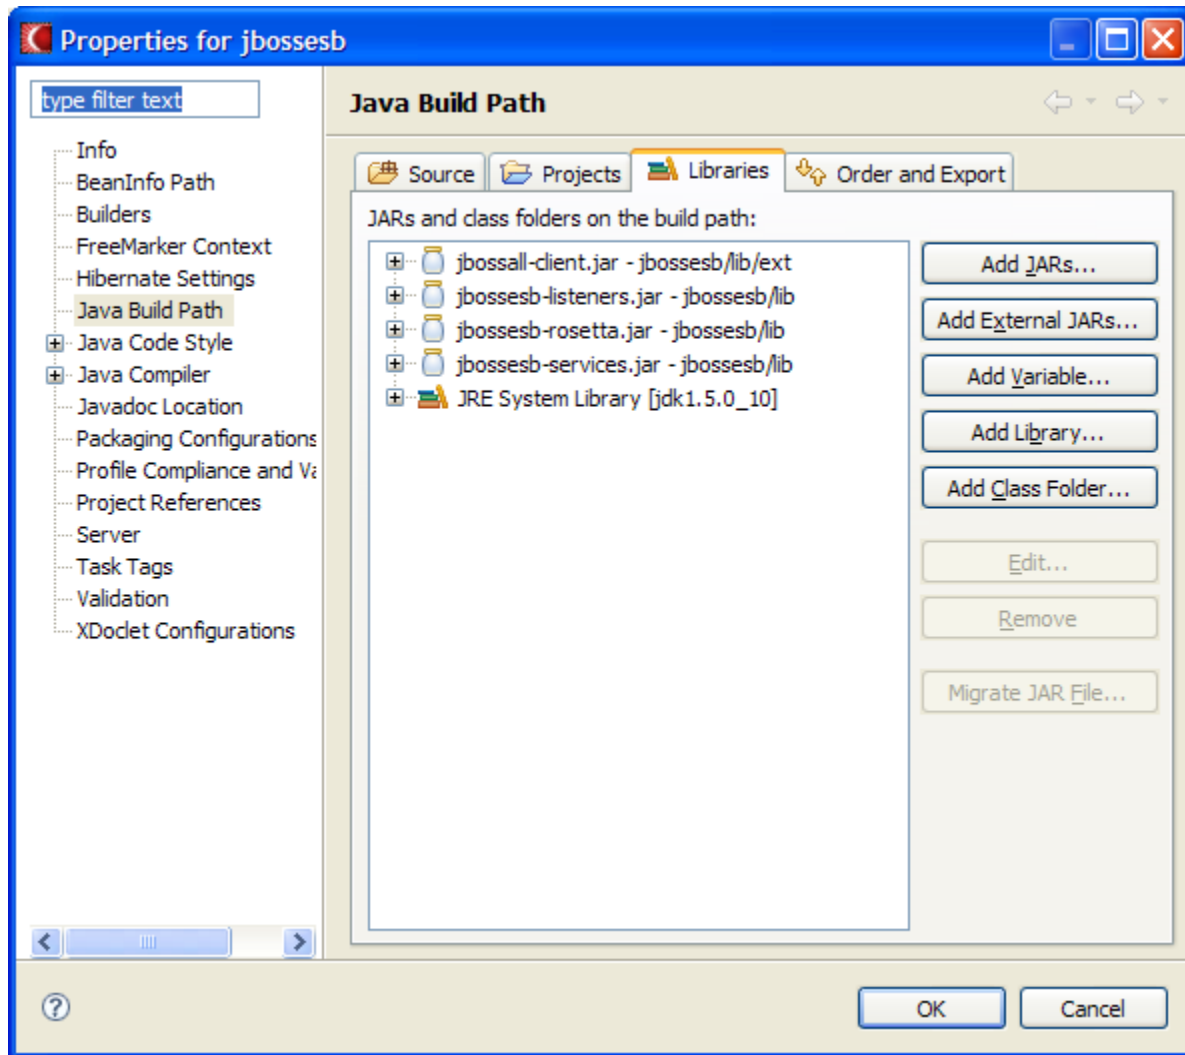 Properties for jbossesb
type filter text
Info
BeanInfo Path
Builders
FreeMarker Context
Hibernate Settings
Java Build Path
Java Code Style
Java Compiler
Javadoc Location
Packaging Configurations
Profile Compliance and Va
Project References
Server
Task Tags
Validation
XDoclet Configurations
Java Build Path
Source
Projects
Libraries
Order and Export
JARs and class folders on the build path:
jbossall-client.jar - jbossesb/lib/ext
jbossesb-listeners.jar - jbossesb/lib
jbossesb-rosetta.jar - jbossesb/lib
jbossesb-services.jar - jbossesb/lib
JRE System Library [jdk1.5.0_10]
Add JARs...
Add External JARs...
Add Variable...
Add Library...
Add Class Folder...
Edit...
Remove
Migrate JAR File...
?
OK
Cancel